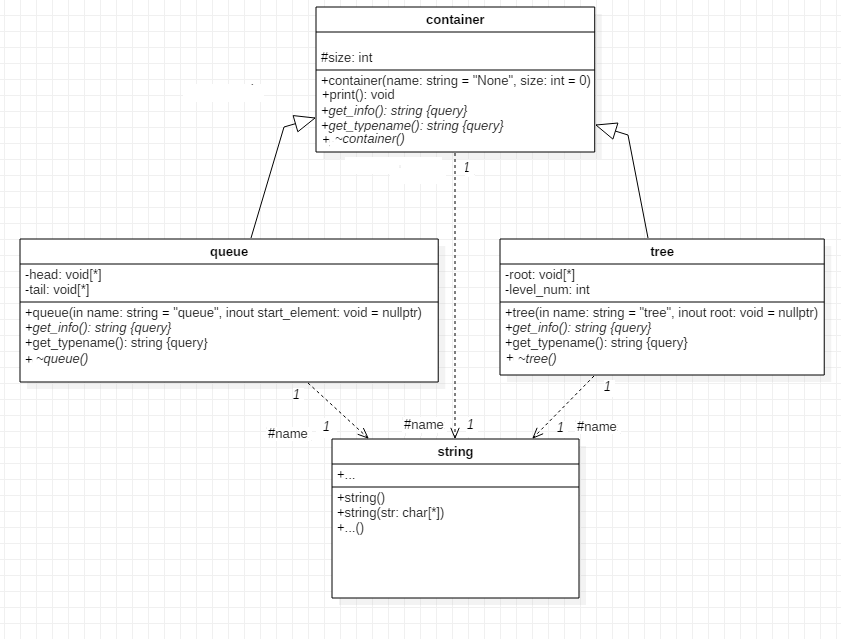 container
#size: int
+container(name: string = "None", size: int = 0)
+print(): void
+get_info(): string {query}
+get_typename(): string {query}
+ ~container()
1
queue
-head: void[*]
-tail: void[*]
+queue(in name: string = "queue", inout start_element: void = nullptr)
+get_info(): string {query}
+get_typename(): string {query}
+ ~queue()
tree
-root: void[*]
-level_num: int
+tree(in name: string = "tree", inout root: void = nullptr)
+get_info(): string {query}
+get_typename(): string {query}
+ ~tree()
1
1
#name 1
#name 1
1 #name
string
+...
+string()
+string(str: char[*])
+...()